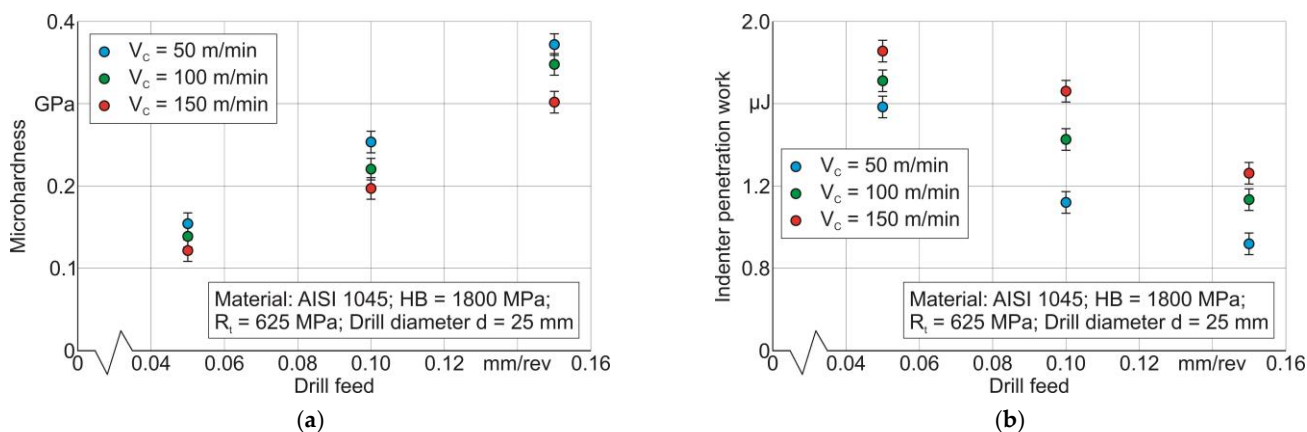 0.4
V_c = 50 m/min
V_c = 100 m/min
V_c = 150 m/min
GPa
Microhardness
0.2
0.1
Material: AISI 1045; HB = 1800 MPa;
R_t = 625 MPa; Drill diameter d = 25 mm
0
0 0.04 0.06 0.08 0.10 0.12 mm/rev 0.16
Drill feed
(a)
2.0
μJ
Indenter penetration work
V_c = 50 m/min
V_c = 100 m/min
V_c = 150 m/min
1.2
0.8
Material: AISI 1045; HB = 1800 MPa;
R_t = 625 MPa; Drill diameter d = 25 mm
0
0 0.04 0.06 0.08 0.10 0.12 mm/rev 0.16
Drill feed
(b)